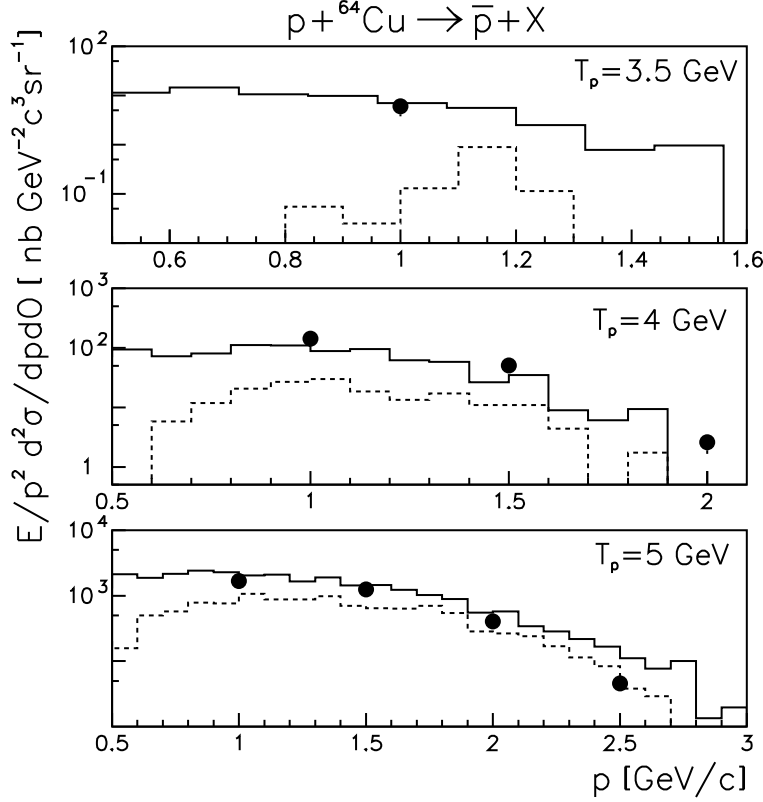 p+⁶⁴Cu → p̅+X
E/p² d²σ/dpdO [ nb GeV⁻²c³sr⁻¹]
10²
T_p=3.5 GeV
10⁻¹
0.6 0.8 1 1.2 1.4 1.6
10³
T_p=4 GeV
10²
1
0.5 1 1.5 2
10⁴
T_p=5 GeV
10³
0.5 1 1.5 2 2.5 3
p [GeV/c]